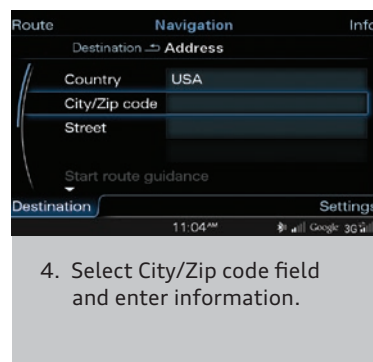 Route Navigation Info
Destination Address
Country USA
City/Zip code
Street
Start route guidance
Destination Settings
11:04 AM Google 3G
4. Select City/Zip code field
and enter information.